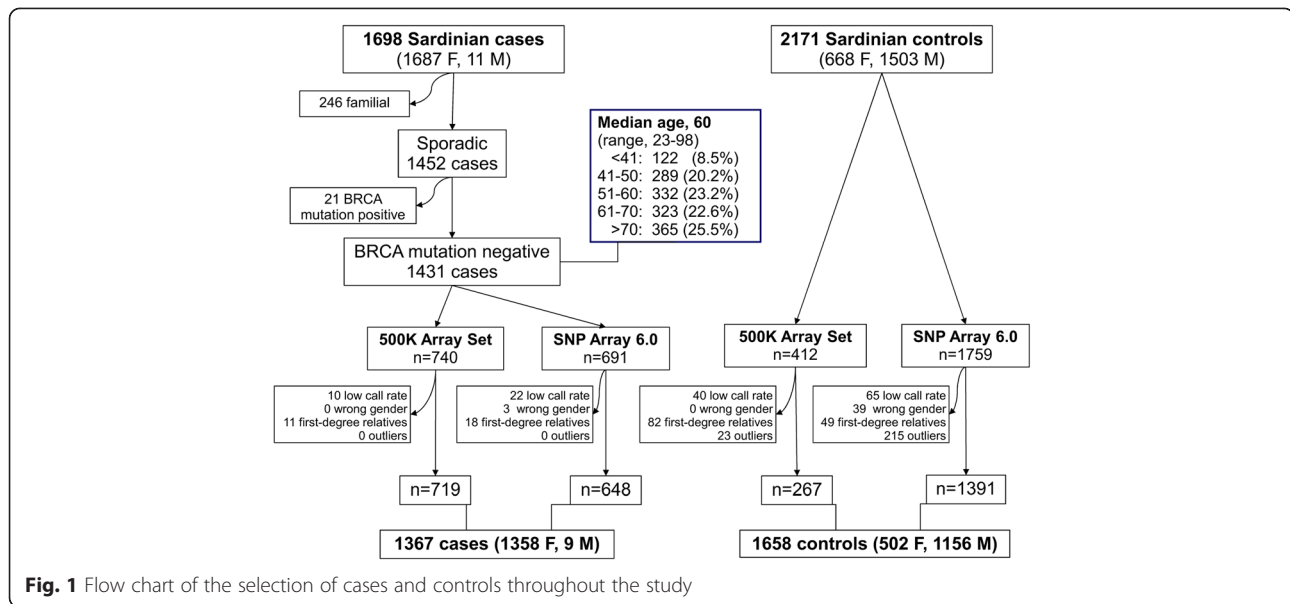 1698 Sardinian cases
(1687 F, 11 M)
2171 Sardinian controls
(668 F, 1503 M)
246 familial
Sporadic
1452 cases
21 BRCA
mutation positive
BRCA mutation negative
1431 cases
Median age, 60
(range, 23-98)
<41: 122 (8.5%)
41-50: 289 (20.2%)
51-60: 332 (23.2%)
61-70: 323 (22.6%)
>70: 365 (25.5%)
500K Array Set
n=740
SNP Array 6.0
n=691
500K Array Set
n=412
SNP Array 6.0
n=1759
10 low call rate
0 wrong gender
11 first-degree relatives
0 outliers
22 low call rate
3 wrong gender
18 first-degree relatives
0 outliers
40 low call rate
0 wrong gender
82 first-degree relatives
23 outliers
65 low call rate
39 wrong gender
49 first-degree relatives
215 outliers
n=719
n=648
n=267
n=1391
1367 cases (1358 F, 9 M)
1658 controls (502 F, 1156 M)
Fig. 1 Flow chart of the selection of cases and controls throughout the study